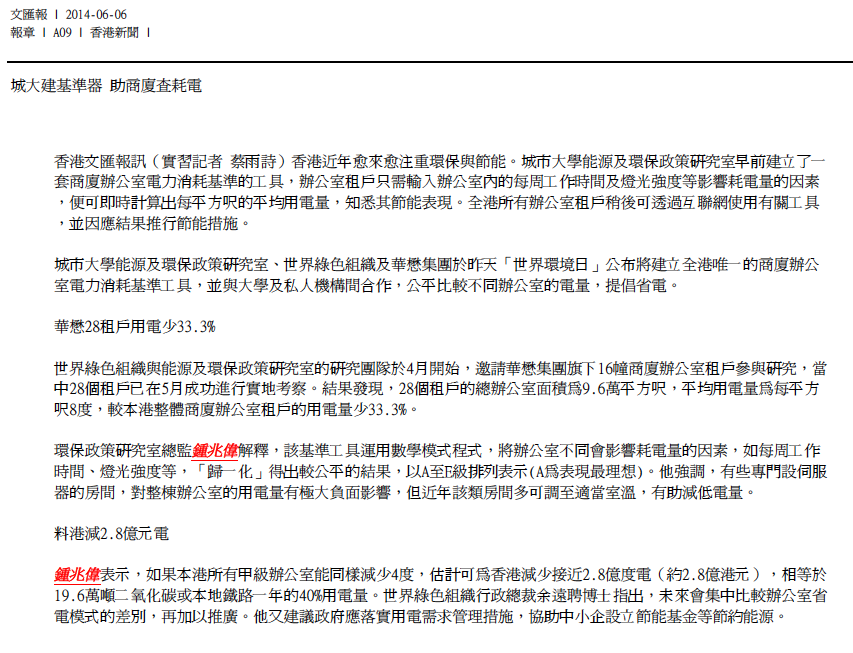 文匯報 | 2014-06-06
報章 | A09 | 香港新聞 |
城大建基準器 助商廈查耗電
香港文匯報訊（實習記者 蔡雨詩）香港近年愈來愈注重環保與節能。城市大學能源及環保政策研究室早前建立了一
套商廈辦公室電力消耗基準的工具，辦公室租戶只需輸入辦公室內的每周工作時間及燈光強度等影響耗電量的因素
，便可即時計算出每平方呎的平均用電量，知悉其節能表現。全港所有辦公室租戶稍後可透過互聯網使用有關工具
，並因應結果推行節能措施。
城市大學能源及環保政策研究室、世界綠色組織及華懋集團於昨天「世界環境日」公布將建立全港唯一的商廈辦公
室電力消耗基準工具，並與大學及私人機構間合作，公平比較不同辦公室的電量，提倡省電。
華懋28租戶用電少33.3%
世界綠色組織與能源及環保政策研究室的研究團隊於4月開始，邀請華懋集團旗下16幢商廈辦公室租戶參與研究，當
中28個租戶已在5月成功進行實地考察。結果發現，28個租戶的總辦公室面積為9.6萬平方呎，平均用電量為每平方
呎8度，較本港整體商廈辦公室租戶的用電量少33.3%。
環保政策研究室總監鍾兆偉解釋，該基準工具運用數學模式程式，將辦公室不同會影響耗電量的因素，如每周工作
時間、燈光強度等，「歸一化」得出較公平的結果，以A至E級排列表示(A為表現最理想)。他強調，有些專門設伺服
器的房間，對整棟辦公室的用電量有極大負面影響，但近年該類房間多可調至適當室溫，有助減低電量。
料港減2.8億元電
鍾兆偉表示，如果本港所有甲級辦公室能同樣減少4度，估計可為香港減少接近2.8億度電（約2.8億港元），相等於
19.6萬噸二氧化碳或本地鐵路一年的40%用電量。世界綠色組織行政總裁余遠騁博士指出，未來會集中比較辦公室省
電模式的差別，再加以推廣。他又建議政府應落實用電需求管理措施，協助中小企設立節能基金等節約能源。